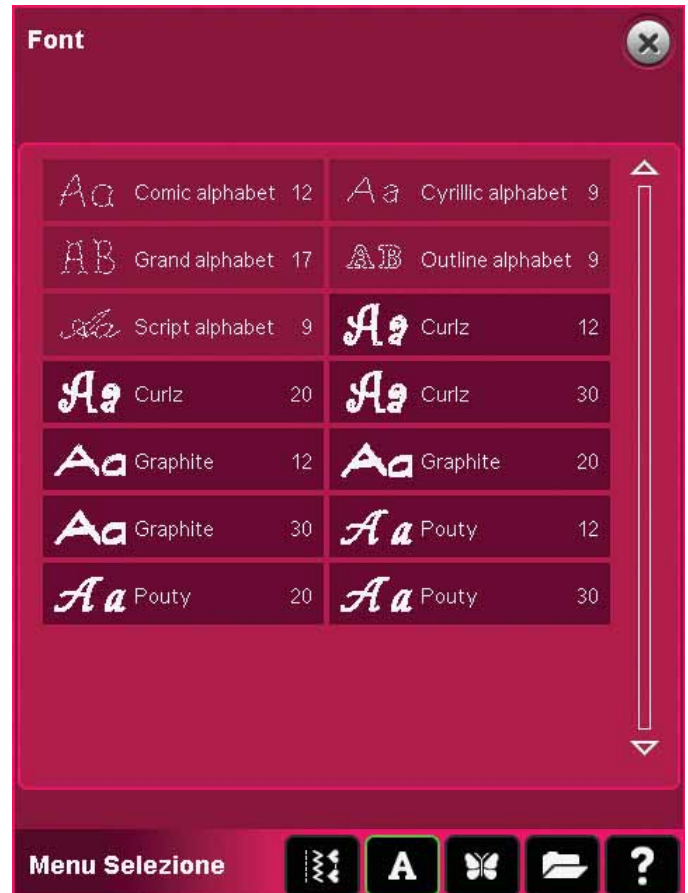 Font
Aa Comic alphabet 12
Aa Cyrillic alphabet 9
AB Grand alphabet 17
AB Outline alphabet 9
Ab Script alphabet 9
Aa Curlz 12
Aa Curlz 20
Aa Curlz 30
Aa Graphite 12
Aa Graphite 20
Aa Graphite 30
Aa Pouty 12
Aa Pouty 20
Aa Pouty 30
Menu Selezione A ?